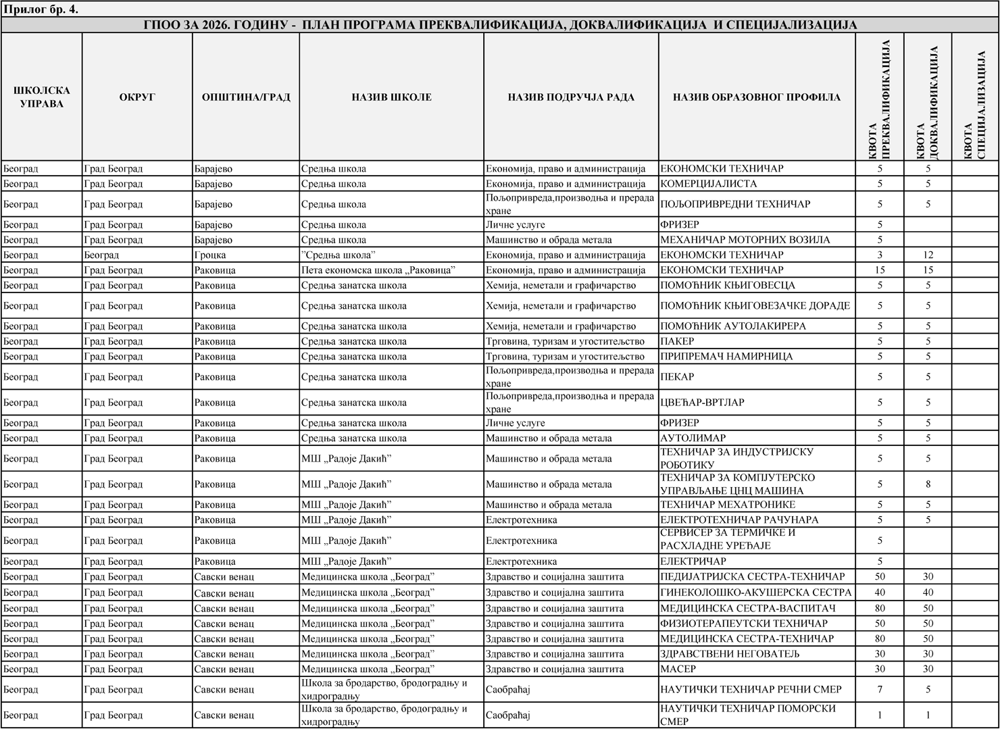 Прилог бр. 4.
ГПОО ЗА 2026. ГОДИНУ - ПЛАН ПРОГРАМА ПРЕКВАЛИФИКАЦИЈА, ДОКВАЛИФИКАЦИЈА И СПЕЦИЈАЛИЗАЦИЈА
ШКОЛСКА УПРАВА ОКРУГ ОПШТИНА/ГРАД НАЗИВ ШКОЛЕ НАЗИВ ПОДРУЧЈА РАДА НАЗИВ ОБРАЗОВНОГ ПРОФИЛА КВОТА ПРЕКВАЛИФИКАЦИЈА КВОТА ДОКВАЛИФИКАЦИЈА КВОТА СПЕЦИЈАЛИЗАЦИЈА
Београд Град Београд Барајево Средња школа Економија, право и администрација ЕКОНОМСКИ ТЕХНИЧАР 5 5
Београд Град Београд Барајево Средња школа Економија, право и администрација КОМЕРЦИЈАЛИСТА 5 5
Београд Град Београд Барајево Средња школа Пољопривреда,производња и прерада хране ПОЉОПРИВРЕДНИ ТЕХНИЧАР 5 5
Београд Град Београд Барајево Средња школа Личне услуге ФРИЗЕР 5
Београд Град Београд Барајево Средња школа Машинство и обрада метала МЕХАНИЧАР МОТОРНИХ ВОЗИЛА 5
Београд Београд Гроцка ”Средња школа” Економија, право и администрација ЕКОНОМСКИ ТЕХНИЧАР 3 12
Београд Град Београд Раковица Пета економска школа „Раковица” Економија, право и администрација ЕКОНОМСКИ ТЕХНИЧАР 15 15
Београд Град Београд Раковица Средња занатска школа Хемија, неметали и графичарство ПОМОЋНИК КЊИГОВЕСЦА 5 5
Београд Град Београд Раковица Средња занатска школа Хемија, неметали и графичарство ПОМОЋНИК КЊИГОВЕЗАЧКЕ ДОРАДЕ 5 5
Београд Град Београд Раковица Средња занатска школа Хемија, неметали и графичарство ПОМОЋНИК АУТОЛАКИРЕРА 5 5
Београд Град Београд Раковица Средња занатска школа Трговина, туризам и угоститељство ПАКЕР 5 5
Београд Град Београд Раковица Средња занатска школа Трговина, туризам и угоститељство ПРИПРЕМАЧ НАМИРНИЦА 5 5
Београд Град Београд Раковица Средња занатска школа Пољопривреда,производња и прерада хране ПЕКАР 5 5
Београд Град Београд Раковица Средња занатска школа Пољопривреда,производња и прерада хране ЦВЕЋАР-ВРТЛАР 5 5
Београд Град Београд Раковица Средња занатска школа Личне услуге ФРИЗЕР 5 5
Београд Град Београд Раковица Средња занатска школа Машинство и обрада метала АУТОЛИМАР 5 5
Београд Град Београд Раковица МШ „Радоје Дакић” Машинство и обрада метала ТЕХНИЧАР ЗА ИНДУСТРИЈСКУ РОБОТИКУ 5 5
Београд Град Београд Раковица МШ „Радоје Дакић” Машинство и обрада метала ТЕХНИЧАР ЗА КОМПЈУТЕРСКО УПРАВЉАЊЕ ЦНЦ МАШИНА 5 8
Београд Град Београд Раковица МШ „Радоје Дакић” Машинство и обрада метала ТЕХНИЧАР МЕХАТРОНИКЕ 5 5
Београд Град Београд Раковица МШ „Радоје Дакић” Електротехника ЕЛЕКТРОТЕХНИЧАР РАЧУНАРА 5 5
Београд Град Београд Раковица МШ „Радоје Дакић” Електротехника СЕРВИСЕР ЗА ТЕРМИЧКЕ И РАСХЛАДНЕ УРЕЂАЈЕ 5
Београд Град Београд Раковица МШ „Радоје Дакић” Електротехника ЕЛЕКТРИЧАР 5
Београд Град Београд Савски венац Медицинска школа „Београд” Здравство и социјална заштита ПЕДИЈАТРИЈСКА СЕСТРА-ТЕХНИЧАР 50 30
Београд Град Београд Савски венац Медицинска школа „Београд” Здравство и социјална заштита ГИНЕКОЛОШКО-АКУШЕРСКА СЕСТРА 40 40
Београд Град Београд Савски венац Медицинска школа „Београд” Здравство и социјална заштита МЕДИЦИНСКА СЕСТРА-ВАСПИТАЧ 80 50
Београд Град Београд Савски венац Медицинска школа „Београд” Здравство и социјална заштита ФИЗИОТЕРАПЕУТСКИ ТЕХНИЧАР 50 50
Београд Град Београд Савски венац Медицинска школа „Београд” Здравство и социјална заштита МЕДИЦИНСКА СЕСТРА-ТЕХНИЧАР 80 50
Београд Град Београд Савски венац Медицинска школа „Београд” Здравство и социјална заштита ЗДРАВСТВЕНИ НЕГОВАТЕЉ 30 30
Београд Град Београд Савски венац Медицинска школа „Београд” Здравство и социјална заштита МАСЕР 30 30
Београд Град Београд Савски венац Школа за бродарство, бродоградњу и хидроградњу Саобраћај НАУТИЧКИ ТЕХНИЧАР РЕЧНИ СМЕР 7 5
Београд Град Београд Савски венац Школа за бродарство, бродоградњу и хидроградњу Саобраћај НАУТИЧКИ ТЕХНИЧАР ПОМОРСКИ СМЕР 1 1